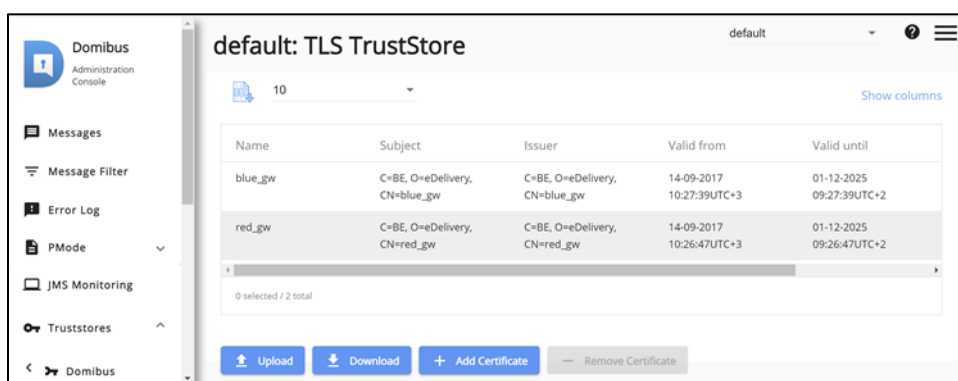 Domibus
Administration
Console
Messages
Message Filter
Error Log
PMode
JMS Monitoring
Truststores
Domibus
default: TLS TrustStore
default
10
Show columns
Name Subject Issuer Valid from Valid until
blue_gw C=BE, O=eDelivery, C=BE, O=eDelivery, 14-09-2017 01-12-2025
CN=blue_gw CN=blue_gw 10:27:39UTC+3 09:27:39UTC+2
red_gw C=BE, O=eDelivery, C=BE, O=eDelivery, 14-09-2017 01-12-2025
CN=red_gw CN=red_gw 10:26:47UTC+3 09:26:47UTC+2
0 selected / 2 total
Upload Download Add Certificate Remove Certificate